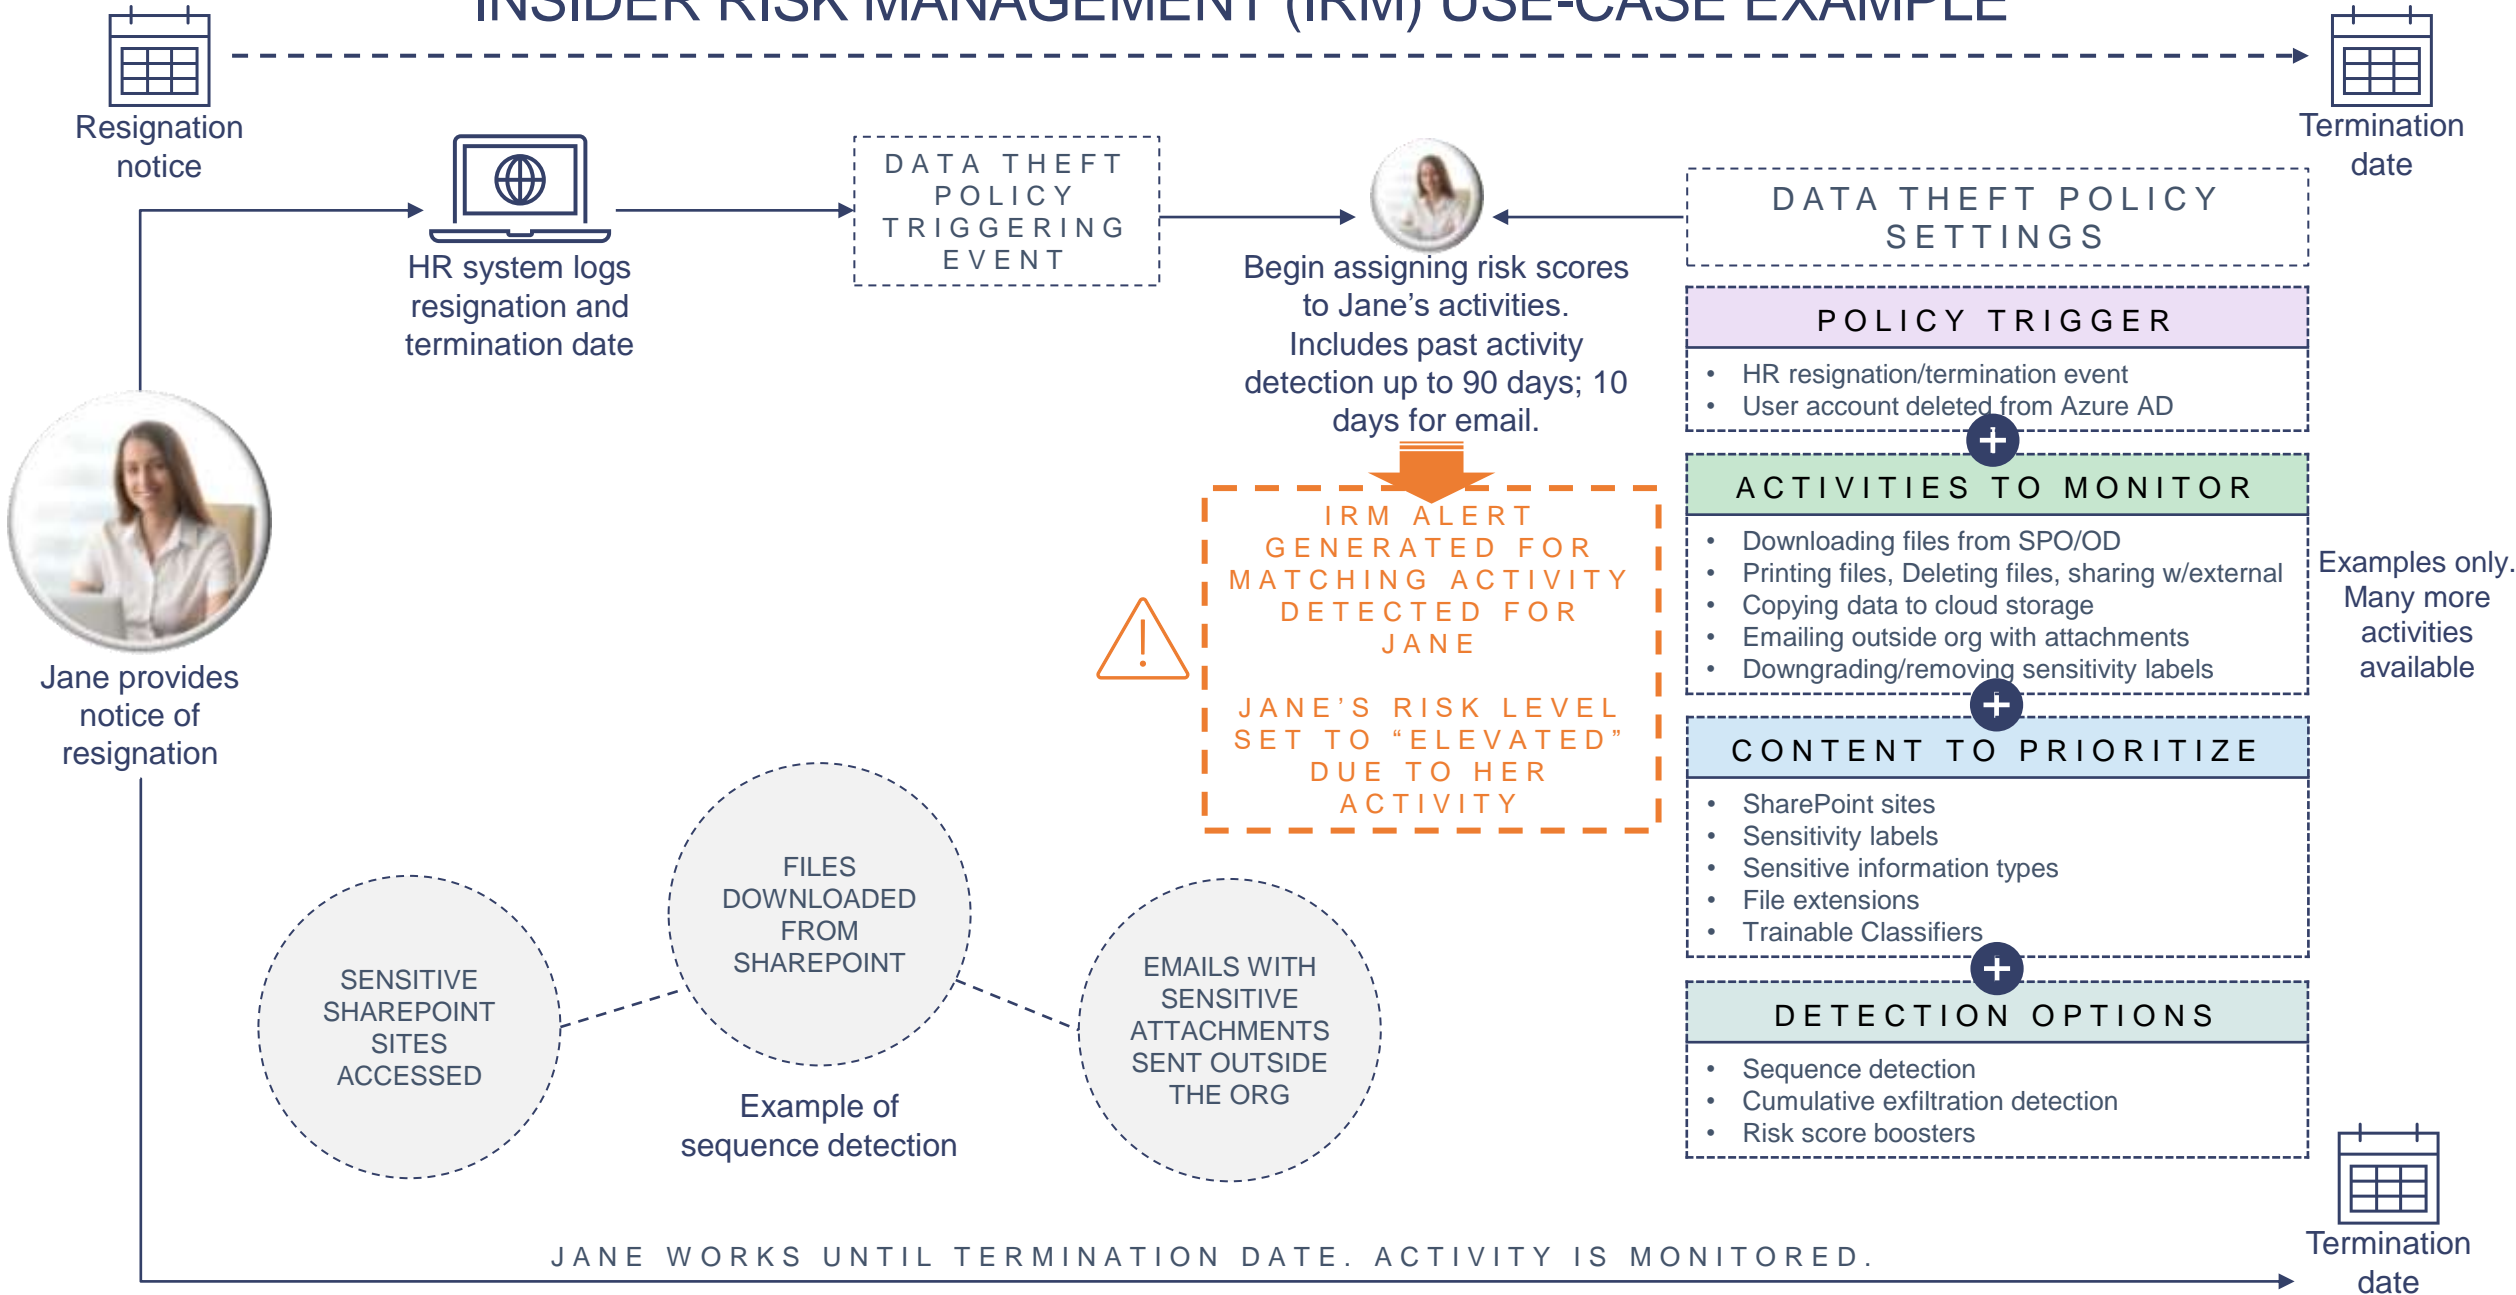 INSIDER RISK MANAGEMENT (IRM) USE-CASE EXAMPLE
Resignation
notice
Termination
date
HR system logs
resignation and
termination date
DATA THEFT
POLICY
TRIGGERING
EVENT
Begin assigning risk scores
to Jane’s activities.
Includes past activity
detection up to 90 days; 10
days for email.
DATA THEFT POLICY
SETTINGS
POLICY TRIGGER
• HR resignation/termination event
• User account deleted from Azure AD
ACTIVITIES TO MONITOR
• Downloading files from SPO/OD
• Printing files, Deleting files, sharing w/external
• Copying data to cloud storage
• Emailing outside org with attachments
• Downgrading/removing sensitivity labels
Examples only.
Many more
activities
available
CONTENT TO PRIORITIZE
• SharePoint sites
• Sensitivity labels
• Sensitive information types
• File extensions
• Trainable Classifiers
DETECTION OPTIONS
• Sequence detection
• Cumulative exfiltration detection
• Risk score boosters
IRM ALERT
GENERATED FOR
MATCHING ACTIVITY
DETECTED FOR
JANE
JANE’S RISK LEVEL
SET TO “ELEVATED”
DUE TO HER
ACTIVITY
Jane provides
notice of
resignation
SENSITIVE
SHAREPOINT
SITES
ACCESSED
FILES
DOWNLOADED
FROM
SHAREPOINT
EMAILS WITH
SENSITIVE
ATTACHMENTS
SENT OUTSIDE
THE ORG
Example of
sequence detection
JANE WORKS UNTIL TERMINATION DATE. ACTIVITY IS MONITORED.
Termination
date